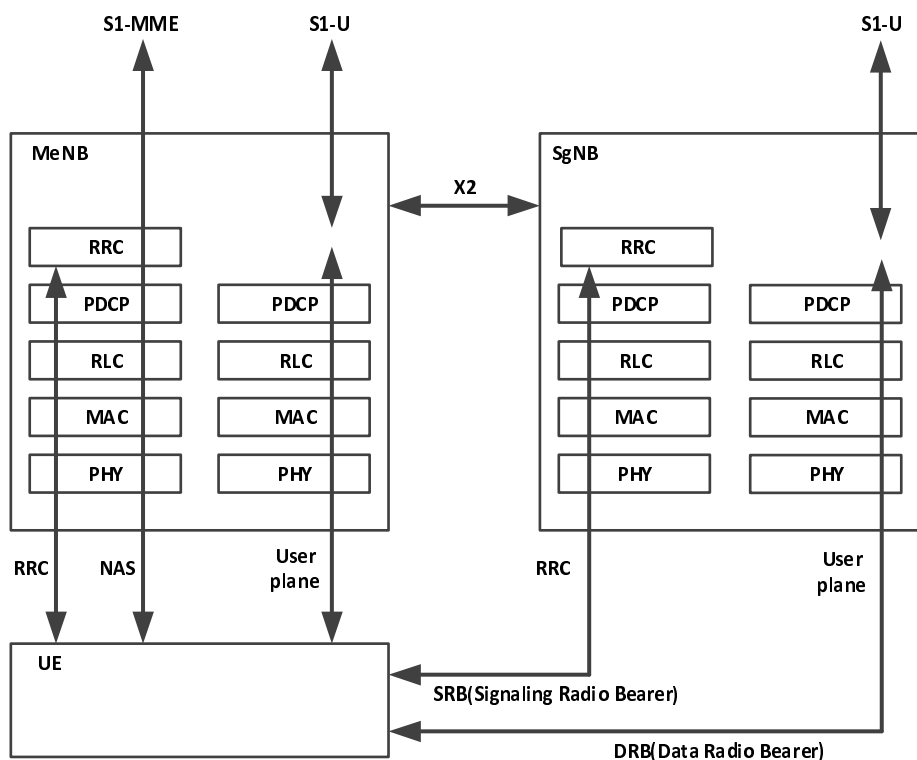 S1-MME
S1-U
S1-U
MeNB
SgNB
X2
RRC
RRC
PDCP
PDCP
PDCP
PDCP
RLC
RLC
RLC
RLC
MAC
MAC
MAC
MAC
PHY
PHY
PHY
PHY
RRC
NAS
User
plane
RRC
User
plane
UE
SRB(Signaling Radio Bearer)
DRB(Data Radio Bearer)